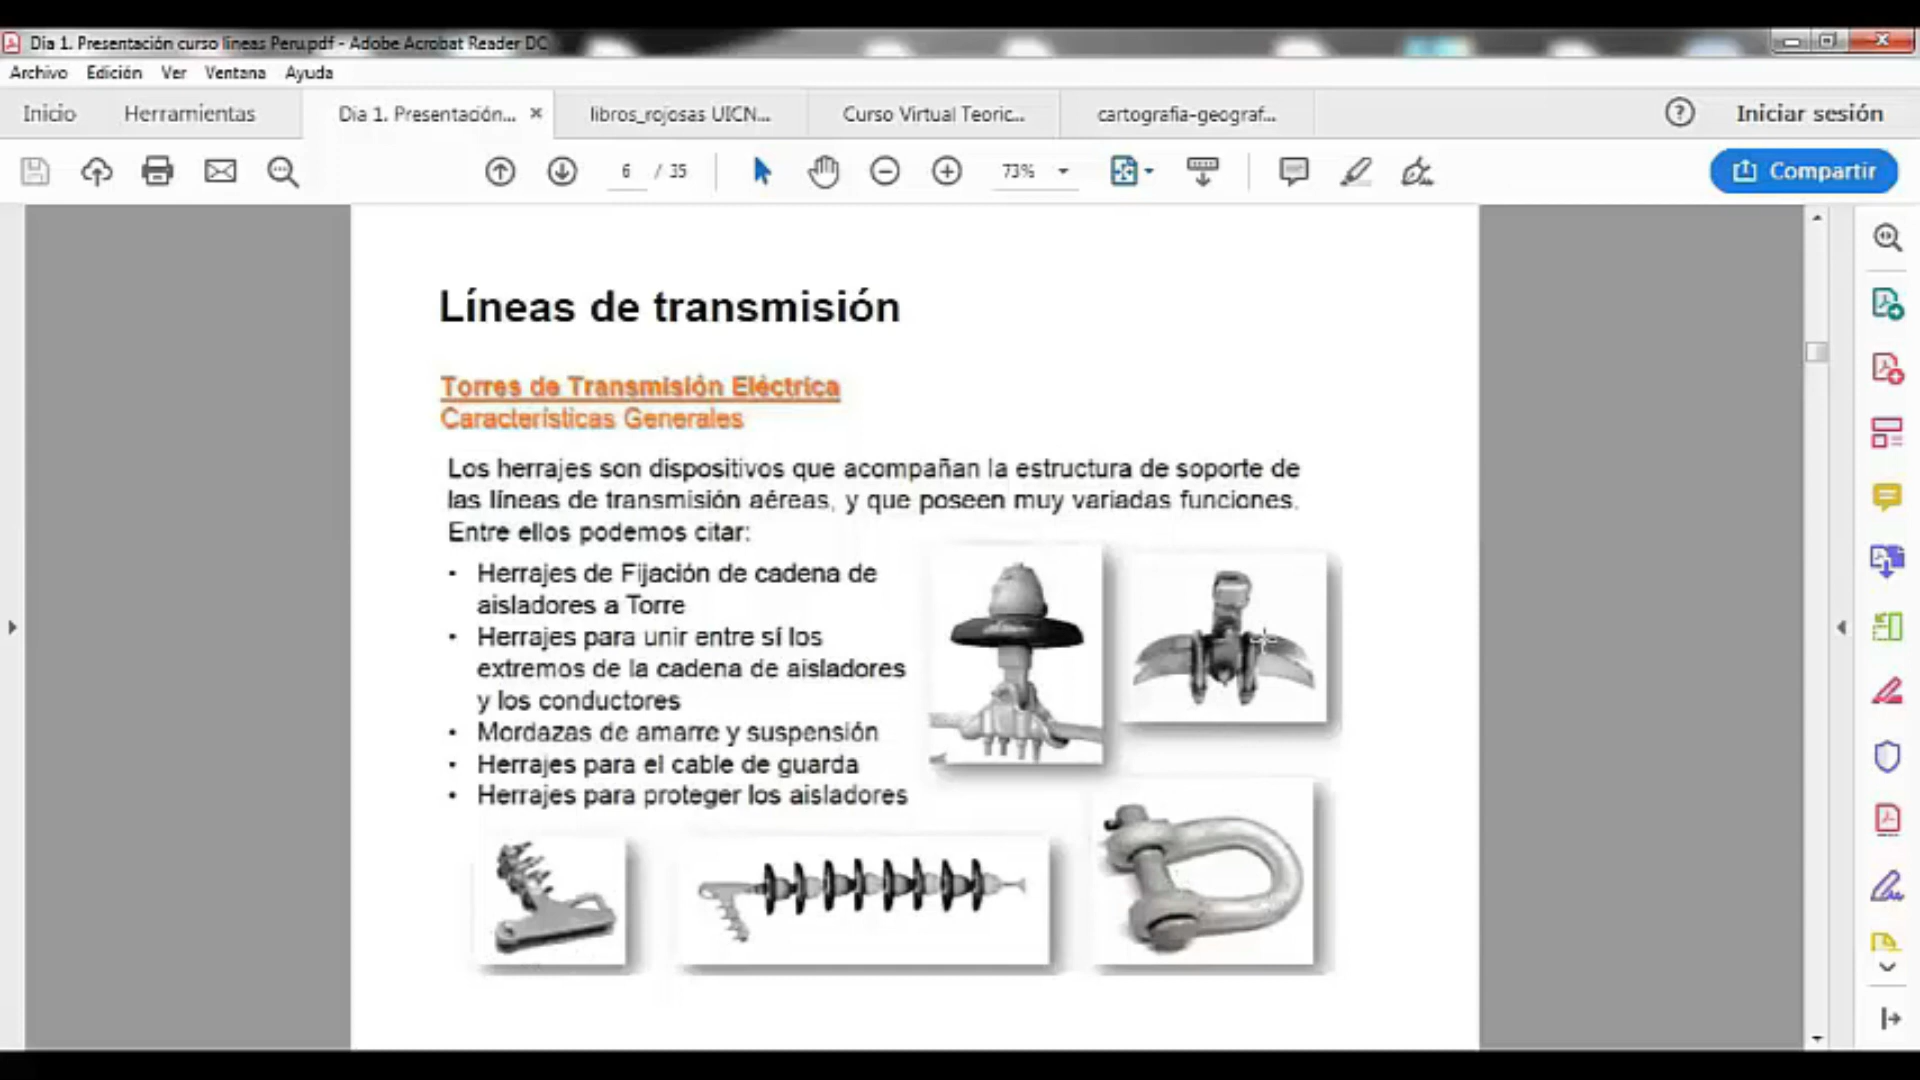 Dia 1. Presentación curso lineas Peru.pdf - Adobe Acrobat Reader DC
Archivo Edición Ver Ventana Ayuda
Inicio Herramientas Dia 1. Presentación... libros_rojosas UICN... Curso Virtual Teoric... cartografia-geograf... Iniciar sesión
6 / 35 73% Compartir
Líneas de transmisión
Torres de Transmisión Eléctrica
Características Generales
Los herrajes son dispositivos que acompañan la estructura de soporte de
las líneas de transmisión aéreas, y que poseen muy variadas funciones.
Entre ellos podemos citar:
• Herrajes de Fijación de cadena de
aisladores a Torre
• Herrajes para unir entre sí los
extremos de la cadena de aisladores
y los conductores
• Mordazas de amarre y suspensión
• Herrajes para el cable de guarda
• Herrajes para proteger los aisladores